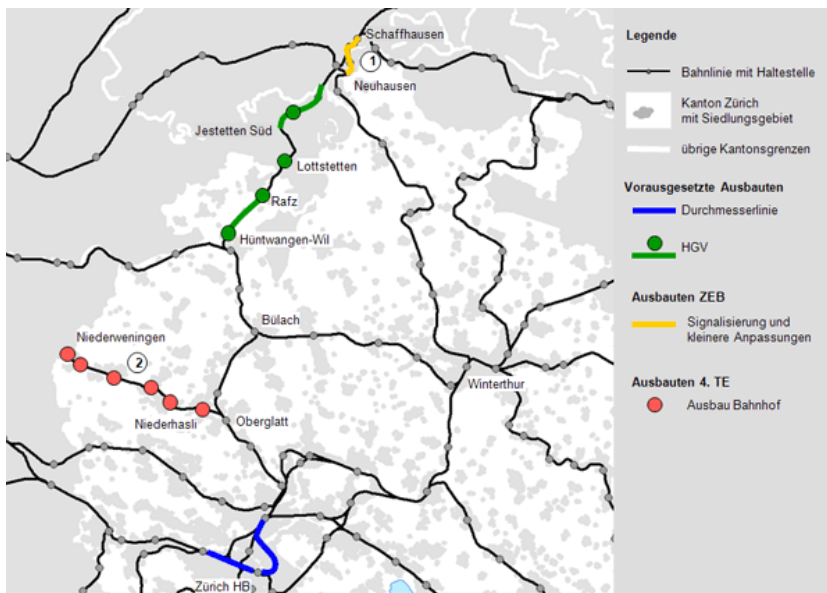 Schaffhausen
1
Neuhausen
Jestetten Süd
Lottstetten
Rafz
Hüntwangen-Wil
Bülach
Niederweningen
2
Winterthur
Niederhasli
Oberglatt
Zürich HB
Legende
Bahnlinie mit Haltestelle
Kanton Zürich
mit Siedlungsgebiet
übrige Kantonsgrenzen
Vorausgesetzte Ausbauten
Durchmesserlinie
HGV
Ausbauten ZEB
Signalisierung und
kleinere Anpassungen
Ausbauten 4. TE
Ausbau Bahnhof